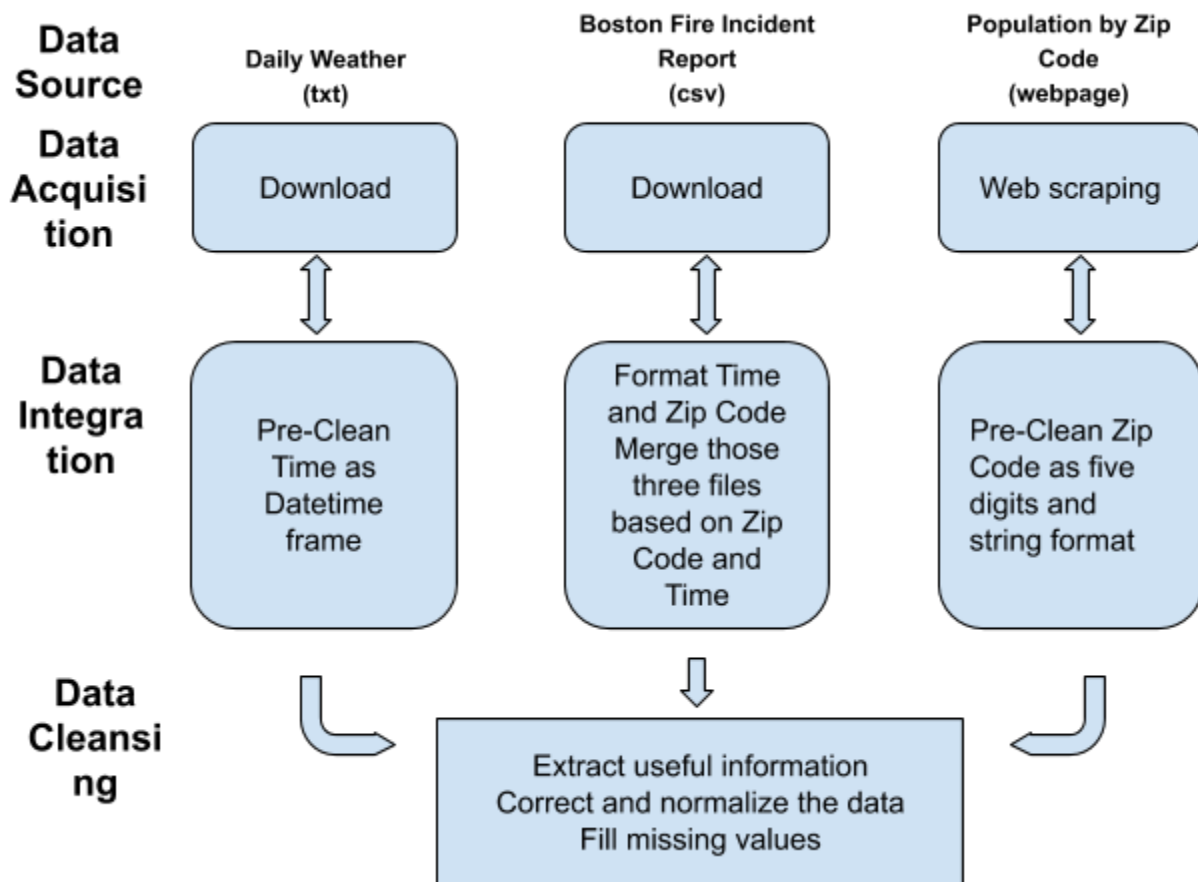 Data
Source
Daily Weather
(txt)
Boston Fire Incident
Report
(csv)
Population by Zip
Code
(webpage)
Data
Acquisi
tion
Download
Download
Web scraping
Data
Integra
tion
Pre-Clean
Time as
Datetime
frame
Format Time
and Zip Code
Merge those
three files
based on Zip
Code and
Time
Pre-Clean Zip
Code as five
digits and
string format
Data
Cleansi
ng
Extract useful information
Correct and normalize the data
Fill missing values